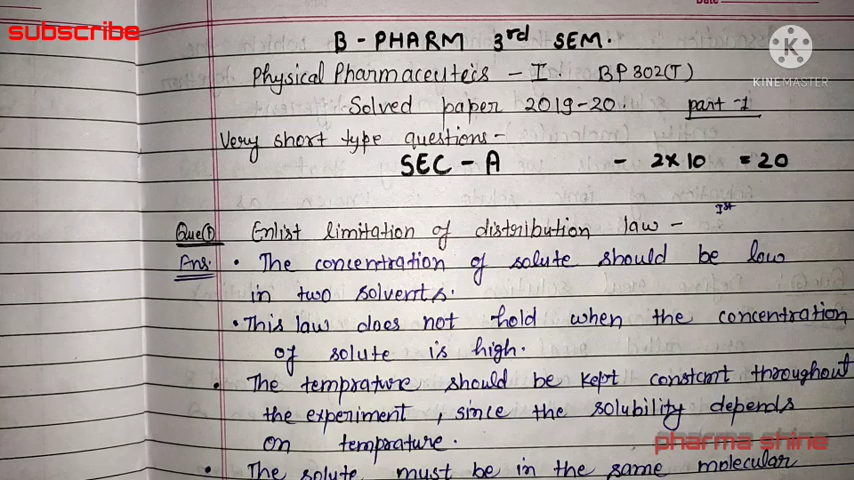 subscribe
Date
B - PHARM 3rd SEM.
KINEMASTER
Physical Pharmaceutics - I. BP302(T)
Solved paper 2019-20. part-1
Very short type questions-
SEC - A - 2x10 = 20
Ist
Que(1) Enlist limitation of distribution law -
Ans. • The concentration of solute should be low
in two solvents.
• This law does not hold when the concentration
of solute is high.
• The temprature should be kept constant throughout
the experiment, since the solubility depends
on temprature.
pharma shine
• The solute must be in the same molecular